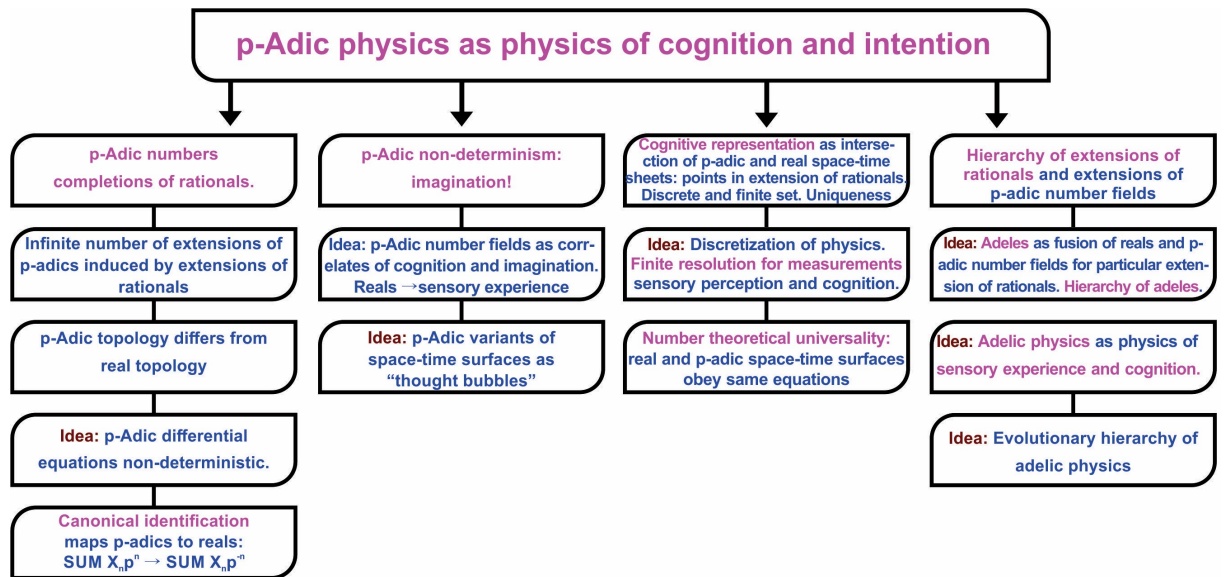 p-Adic physics as physics of cognition and intention
p-Adic numbers
completions of rationals.
Infinite number of extensions of
p-adics induced by extensions of
rationals
p-Adic topology differs from
real topology
Idea: p-Adic differential
equations non-deterministic.
Canonical identification
maps p-adics to reals:
SUM Xₙpⁿ → SUM Xₙp⁻ⁿ
p-Adic non-determinism:
imagination!
Idea: p-Adic number fields as corr-
elates of cognition and imagination.
Reals →sensory experience
Idea: p-Adic variants of
space-time surfaces as
“thought bubbles”
Cognitive representation as interse-
ction of p-adic and real space-time
sheets: points in extension of rationals.
Discrete and finite set. Uniqueness
Idea: Discretization of physics.
Finite resolution for measurements
sensory perception and cognition.
Number theoretical universality:
real and p-adic space-time surfaces
obey same equations
Hierarchy of extensions of
rationals and extensions of
p-adic number fields
Idea: Adeles as fusion of reals and p-
adic number fields for particular exten-
sion of rationals. Hierarchy of adeles.
Idea: Adelic physics as physics of
sensory experience and cognition.
Idea: Evolutionary hierarchy of
adelic physics